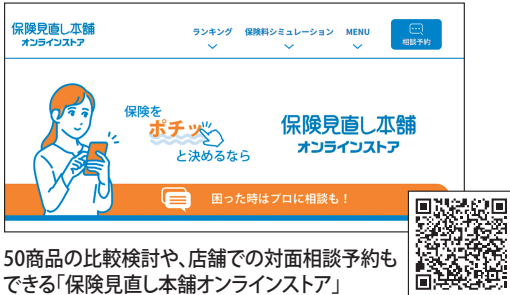 保険見直し本舗
オンラインストア
ランキング
保険料シミュレーション
MENU
相談予約
保険を
ポチッ
と決めるなら
保険見直し本舗
オンラインストア
困った時はプロに相談も！
50商品の比較検討や、店舗での対面相談予約も
できる｢保険見直し本舗オンラインストア｣